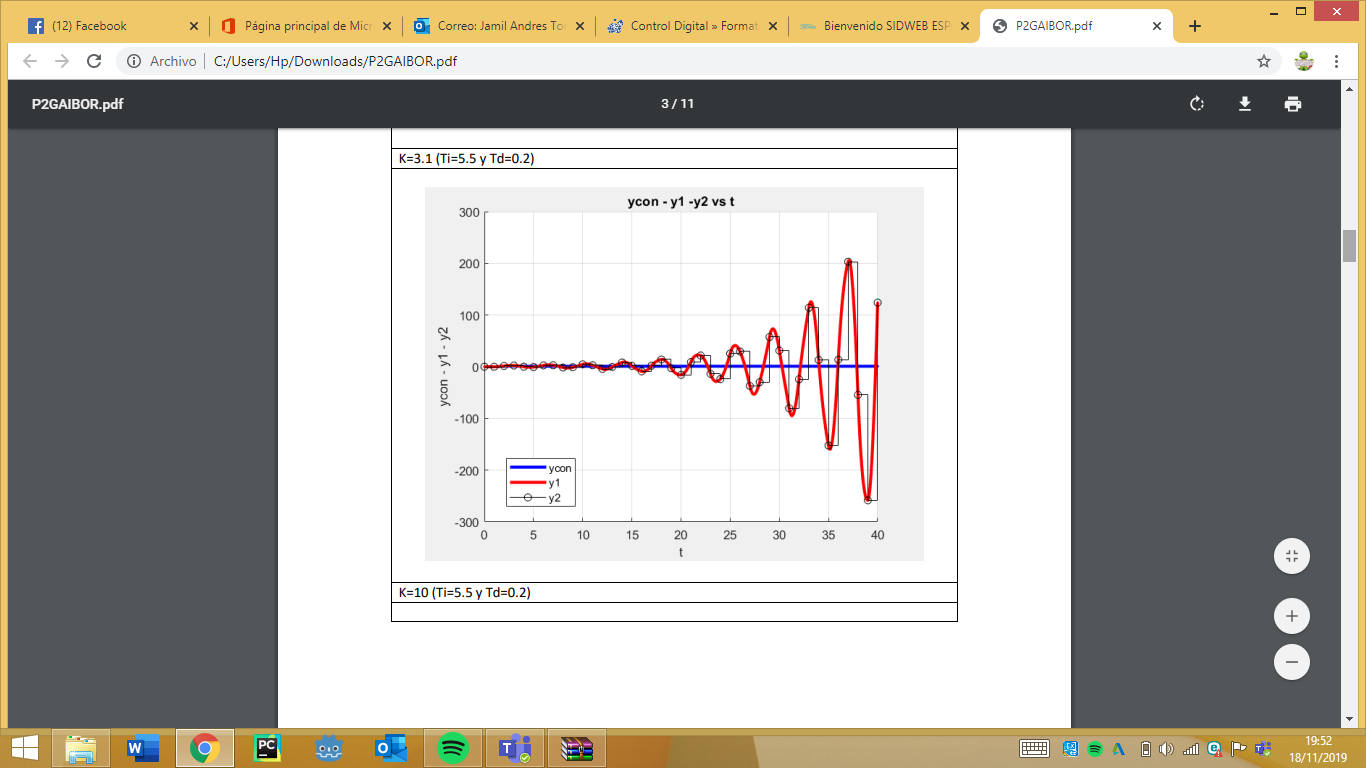 (12) Facebook
Página principal de Micr
Correo: Jamil Andres Tor
Control Digital » Format
Bienvenido SIDWEB ESP
P2GAIBOR.pdf
Archivo
C:/Users/Hp/Downloads/P2GAIBOR.pdf
P2GAIBOR.pdf
3 / 11
K=3.1 (Ti=5.5 y Td=0.2)
ycon - y1 -y2 vs t
300
200
100
0
-100
-200
-300
ycon - y1 - y2
ycon
y1
y2
0 5 10 15 20 25 30 35 40
t
K=10 (Ti=5.5 y Td=0.2)
19:52
18/11/2019